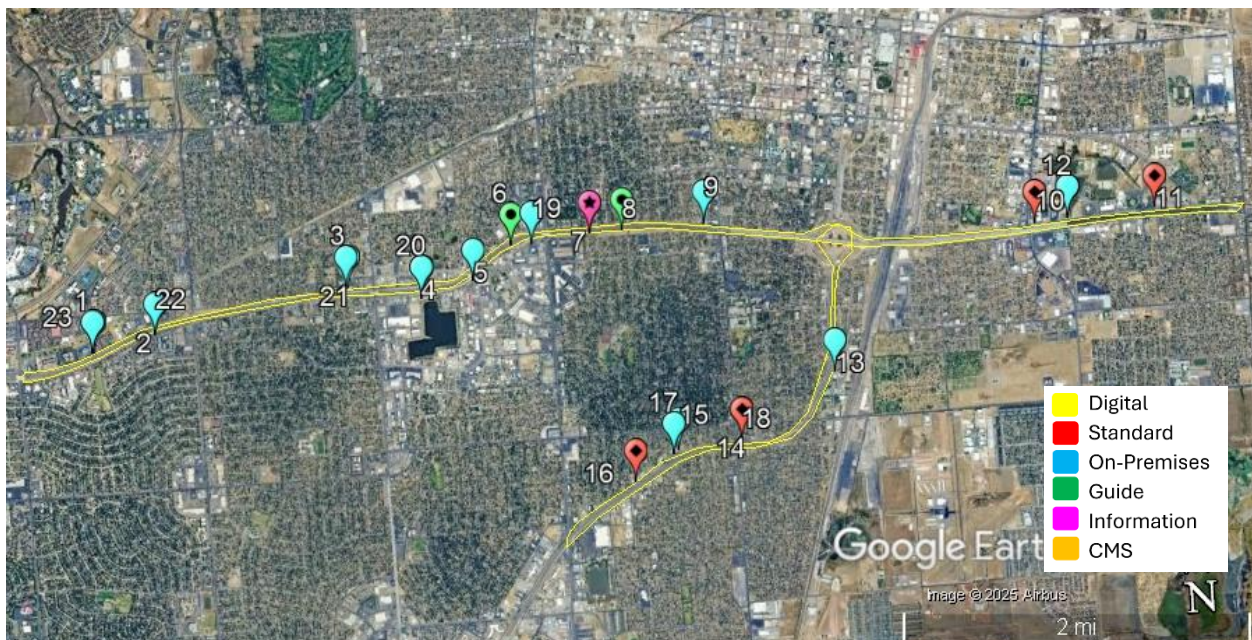 12
9
6
19
10
11
8
7
3
20
5
21
4
1
22
23
2
13
17
15
18
14
16
Digital
Standard
On-Premises
Guide
Information
CMS
Google Eart
Image © 2025 Airbus
N
2 mi